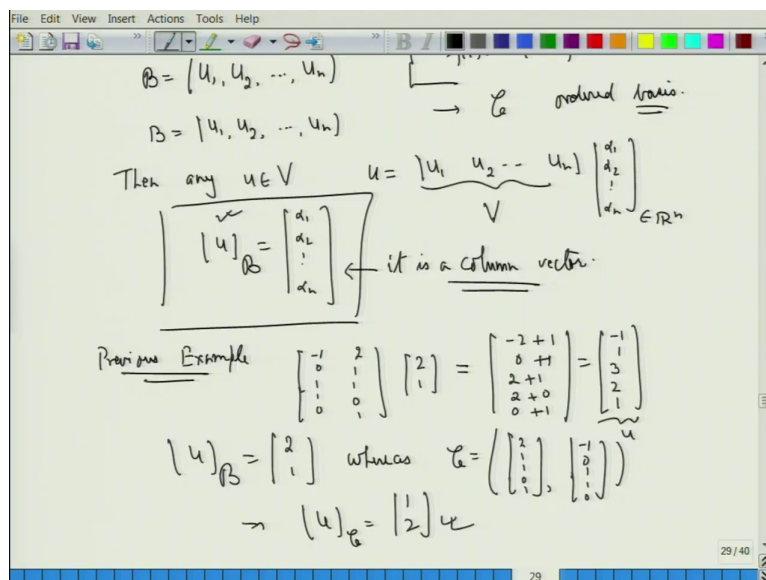 File Edit View Insert Actions Tools Help
B = (u₁, u₂, ..., uₙ)
→ C ordered basis.
B = [u₁, u₂, ..., uₙ)
Then any u ∈ V u = [u₁ u₂ -- uₙ] [α₁ α₂ ⋮ αₙ] ∈ ℝⁿ
V
[u]_B = [α₁ α₂ ⋮ αₙ] ← it is a column vector.
Previous Example [-1 2; 0 1; 1 1; 1 0; 0 1] [2; 1] = [-2+1; 0+1; 2+1; 2+0; 0+1] = [-1; 1; 3; 2; 1]
u
[u]_B = [2; 1] whereas C = ([2; 1; 1; 0; 1], [-1; 0; 1; 1; 0])
→ [u]_C = [1; 2]
29/40
29